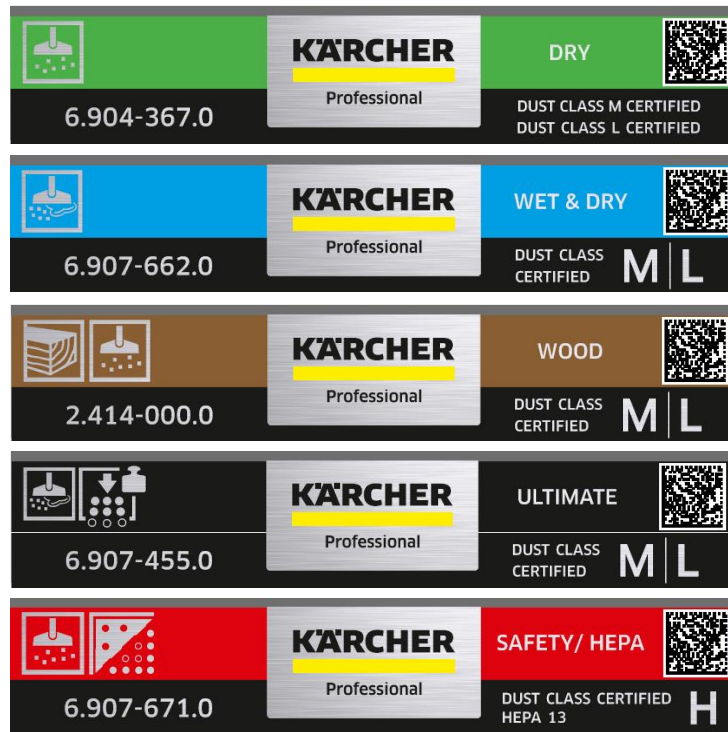 KÄRCHER
DRY
6.904-367.0
Professional
DUST CLASS M CERTIFIED
DUST CLASS L CERTIFIED
KÄRCHER
WET & DRY
6.907-662.0
Professional
DUST CLASS
CERTIFIED
M | L
KÄRCHER
WOOD
2.414-000.0
Professional
DUST CLASS
CERTIFIED
M | L
KÄRCHER
ULTIMATE
6.907-455.0
Professional
DUST CLASS
CERTIFIED
M | L
KÄRCHER
SAFETY/ HEPA
6.907-671.0
Professional
DUST CLASS CERTIFIED
HEPA 13
H